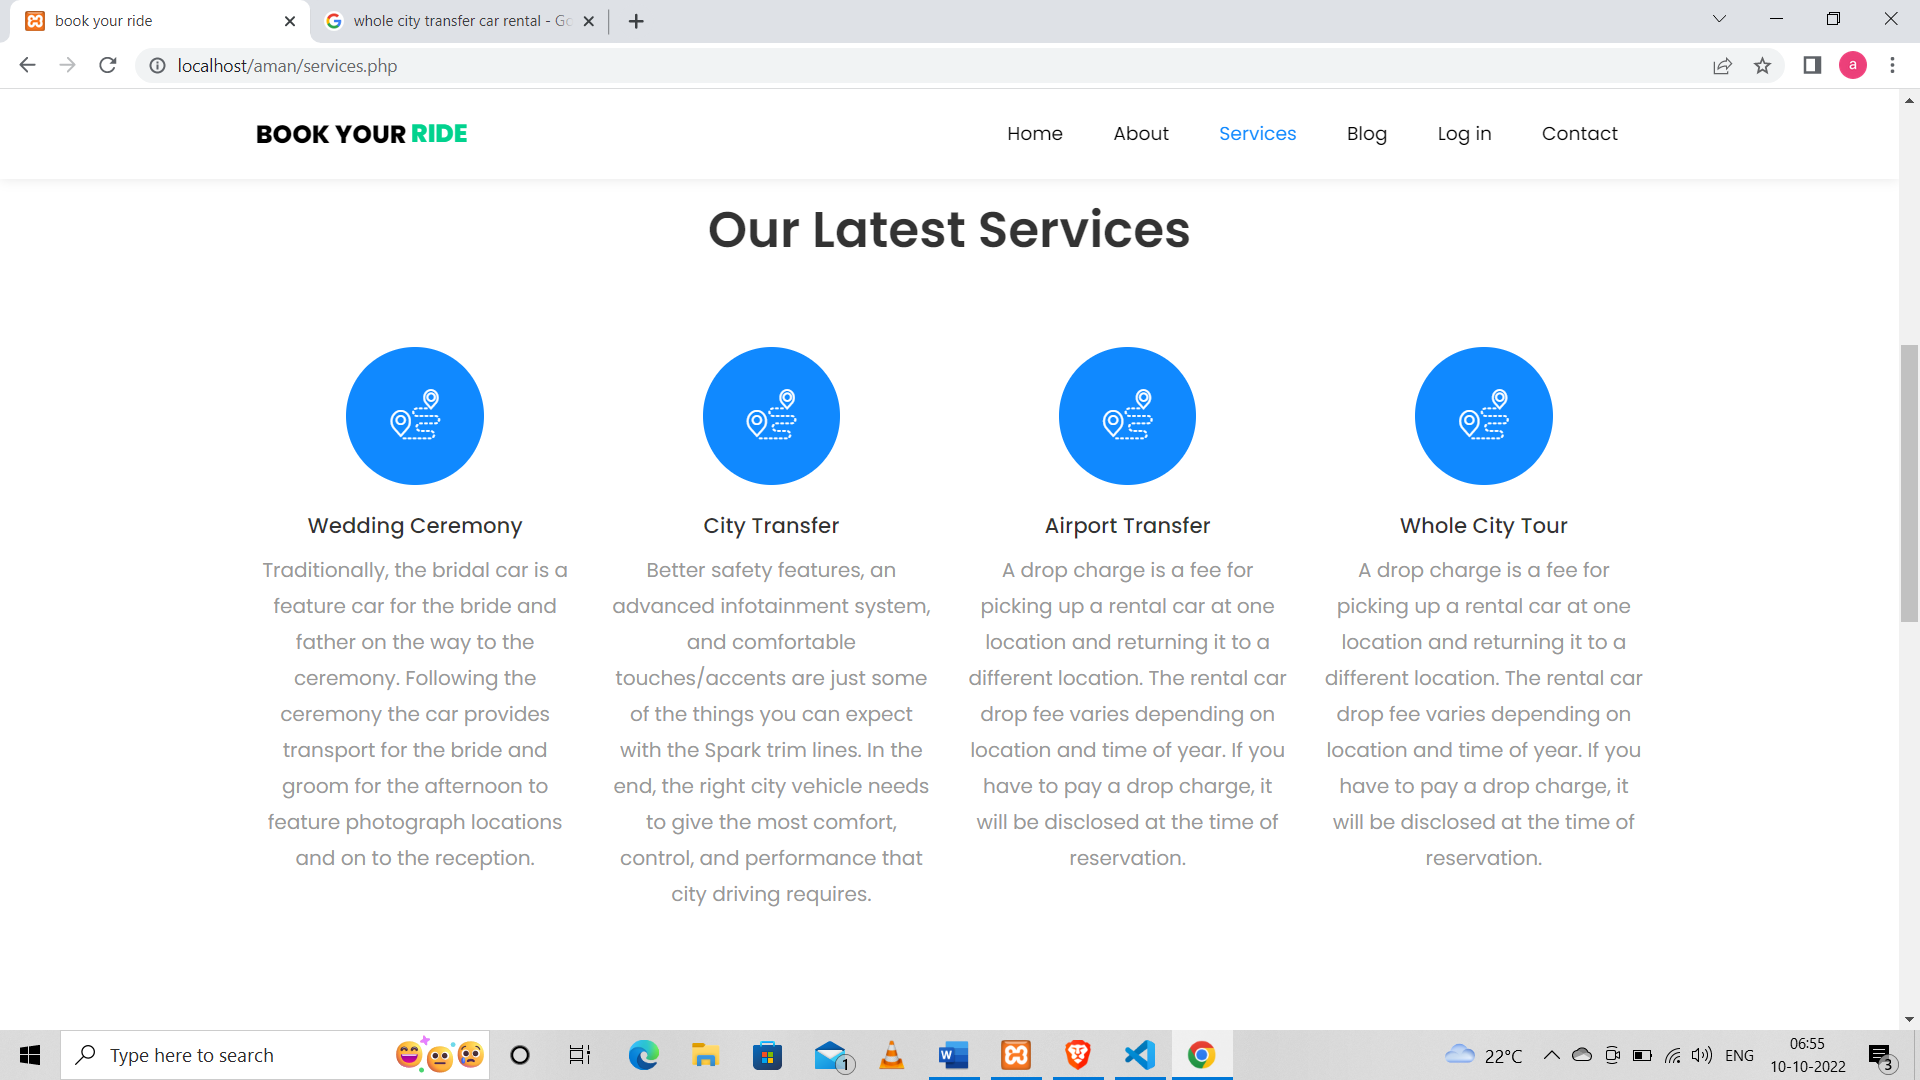 book your ride
whole city transfer car rental - Go
localhost/aman/services.php
a
BOOK YOUR RIDE
Home
About
Services
Blog
Log in
Contact
Our Latest Services
Wedding Ceremony
Traditionally, the bridal car is a
feature car for the bride and
father on the way to the
ceremony. Following the
ceremony the car provides
transport for the bride and
groom for the afternoon to
feature photograph locations
and on to the reception.
City Transfer
Better safety features, an
advanced infotainment system,
and comfortable
touches/accents are just some
of the things you can expect
with the Spark trim lines. In the
end, the right city vehicle needs
to give the most comfort,
control, and performance that
city driving requires.
Airport Transfer
A drop charge is a fee for
picking up a rental car at one
location and returning it to a
different location. The rental car
drop fee varies depending on
location and time of year. If you
have to pay a drop charge, it
will be disclosed at the time of
reservation.
Whole City Tour
A drop charge is a fee for
picking up a rental car at one
location and returning it to a
different location. The rental car
drop fee varies depending on
location and time of year. If you
have to pay a drop charge, it
will be disclosed at the time of
reservation.
Type here to search
1
W
22°C
ENG
06:55
10-10-2022
3